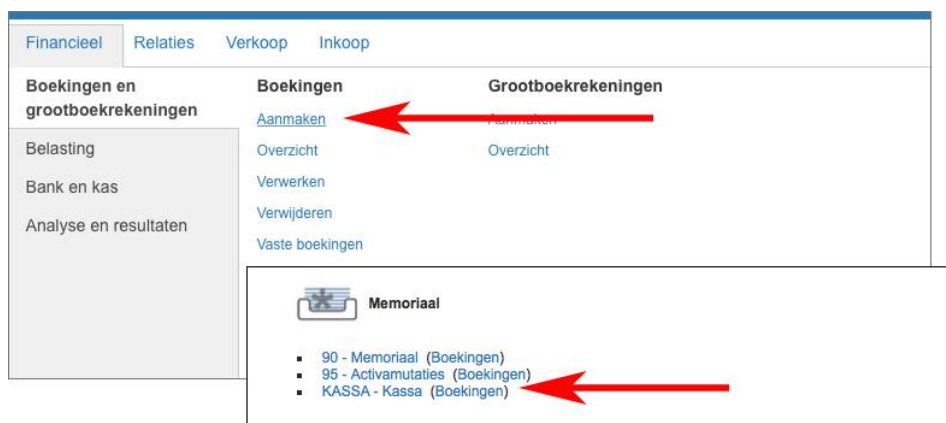 Financieel Relaties Verkoop Inkoop
Boekingen en
grootboekrekeningen
Belasting
Bank en kas
Analyse en resultaten
Boekingen
Aanmaken
Overzicht
Verwerken
Verwijderen
Vaste boekingen
Grootboekrekeningen
Aanmaken
Overzicht
Memoriaal
90 - Memoriaal (Boekingen)
95 - Activamutaties (Boekingen)
KASSA - Kassa (Boekingen)